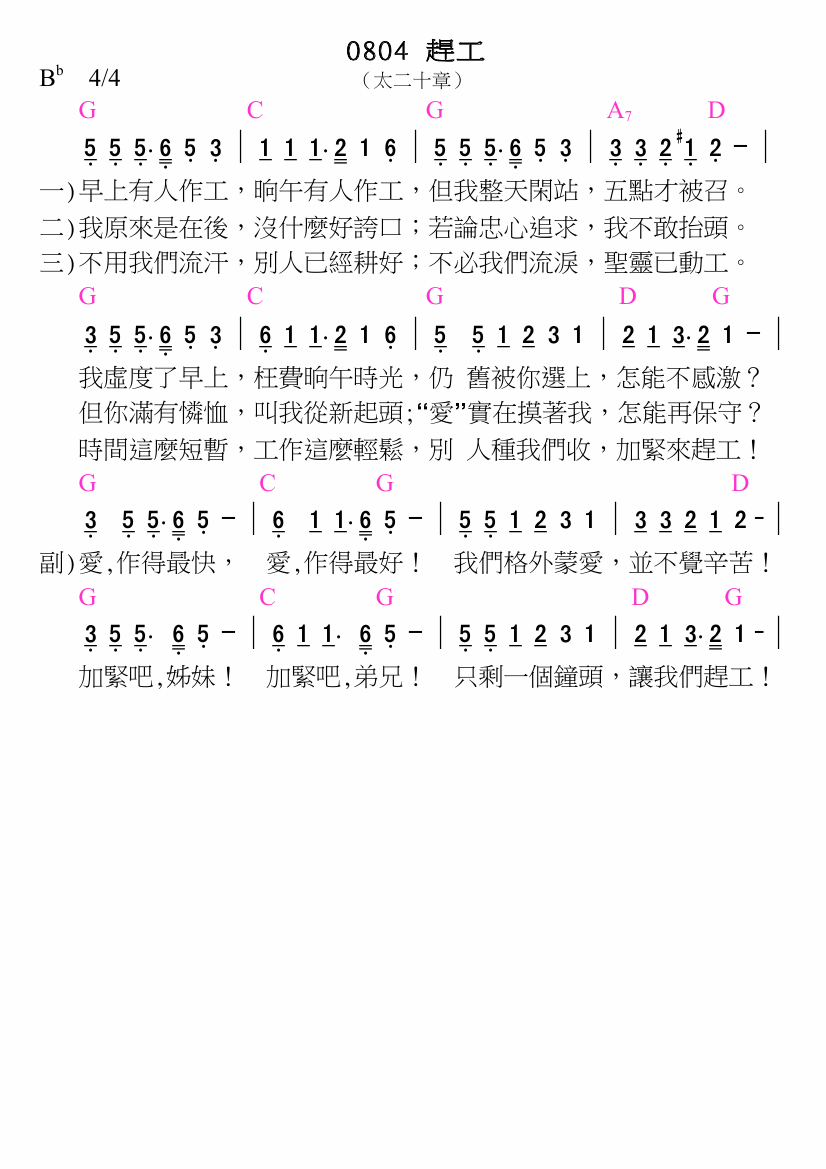 0804 趕工
（太二十章）
Bb 4/4
G C G A7 D
5 5 5· 6 5 3 | 1 1 1· 2 1 6 | 5 5 5· 6 5 3 | 3 3 2 #1 2 － |
一)早上有人作工，晌午有人作工，但我整天閑站，五點才被召。
二)我原來是在後，沒什麼好誇口；若論忠心追求，我不敢抬頭。
三)不用我們流汗，別人已經耕好；不必我們流淚，聖靈已動工。
G C G D G
3 5 5· 6 5 3 | 6 1 1· 2 1 6 | 5 5 1 2 3 1 | 2 1 3· 2 1 － |
我虛度了早上，枉費晌午時光，仍 舊被你選上，怎能不感激？
但你滿有憐恤，叫我從新起頭;“愛”實在摸著我，怎能再保守？
時間這麼短暫，工作這麼輕鬆，別 人種我們收，加緊來趕工！
G C G D
3 5 5· 6 5 － | 6 1 1· 6 5 － | 5 5 1 2 3 1 | 3 3 2 1 2 - |
副)愛,作得最快， 愛,作得最好！ 我們格外蒙愛，並不覺辛苦！
G C G D G
3 5 5· 6 5 － | 6 1 1· 6 5 － | 5 5 1 2 3 1 | 2 1 3· 2 1 - |
加緊吧,姊妹！ 加緊吧,弟兄！ 只剩一個鐘頭，讓我們趕工！